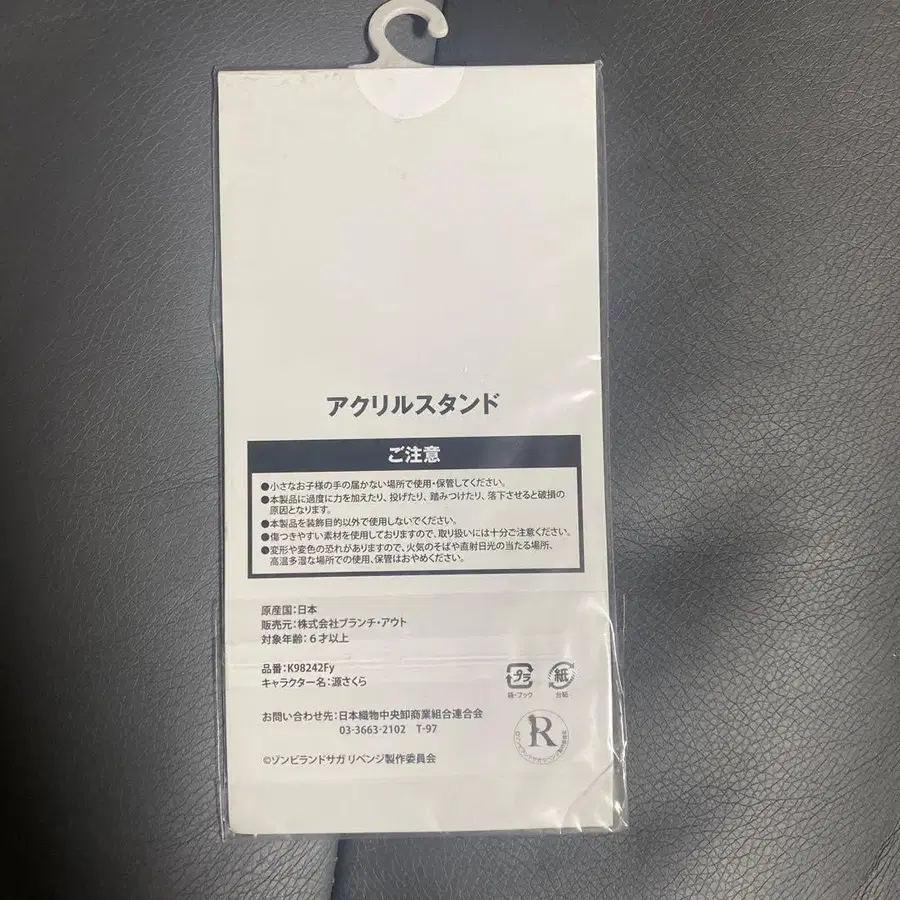 アクリルスタンド
ご注意
●小さなお子様の手の届かない場所で使用・保管してください。
●本製品に過度に力を加えたり、投げたり、踏みつけたり、落下させると破損の
原因となります。
●本製品を装飾目的以外で使用しないでください。
●傷つきやすい素材を使用しておりますので、取り扱いには十分ご注意ください。
●変形や変色の恐れがありますので、火気のそばや直射日光の当たる場所、
高温多湿な場所での使用、保管はおやめください。
原産国:日本
販売元:株式会社ブランチ・アウト
対象年齢:6才以上
品番:K98242Fy
キャラクター名:源さくら
プラ
袋・フック
紙
台紙
お問い合わせ先:日本織物中央卸商業組合連合会
03-3663-2102 T-97
R
©ゾンビランドサガ リベンジ製作委員会